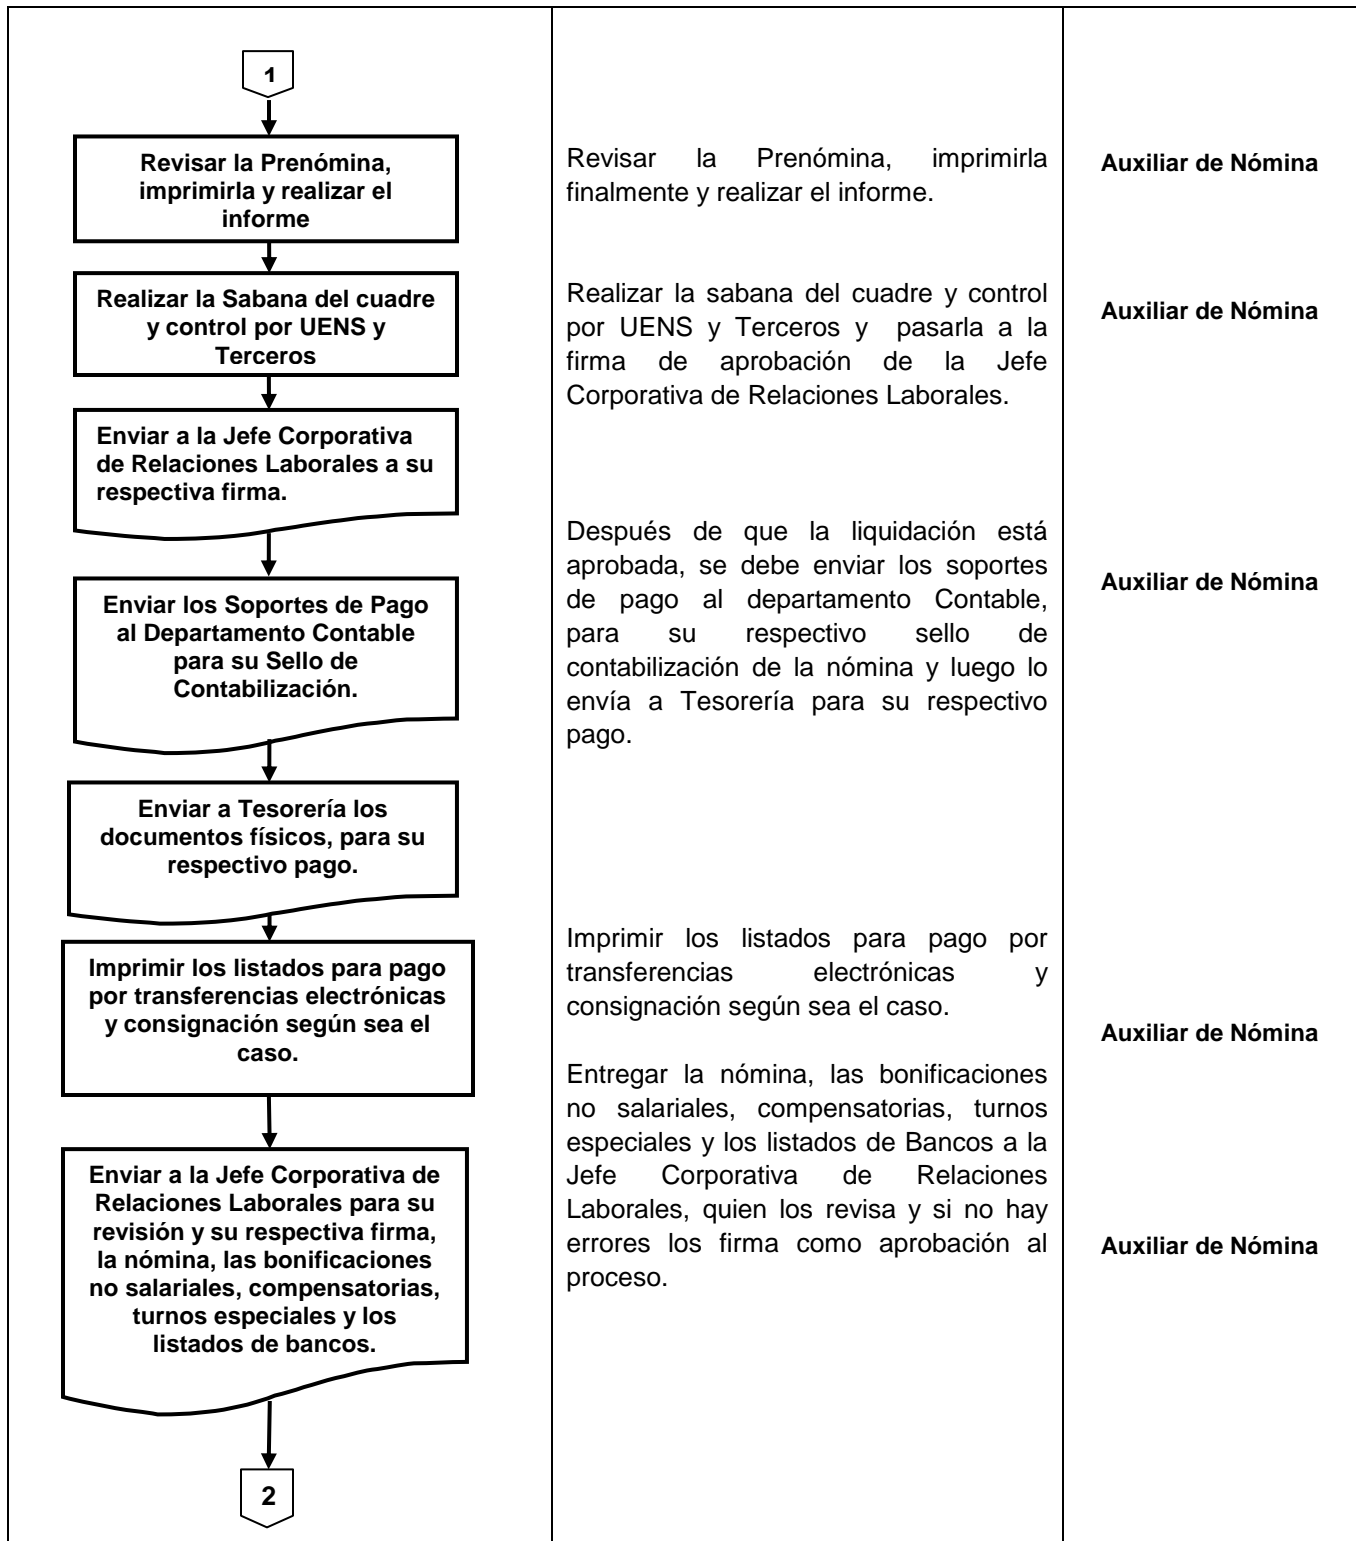 1
Revisar la Prenómina,
imprimirla y realizar el
informe
Revisar la Prenómina, imprimirla
finalmente y realizar el informe.
Auxiliar de Nómina
Realizar la Sabana del cuadre
y control por UENS y
Terceros
Realizar la sabana del cuadre y control
por UENS y Terceros y pasarla a la
firma de aprobación de la Jefe
Corporativa de Relaciones Laborales.
Auxiliar de Nómina
Enviar a la Jefe Corporativa
de Relaciones Laborales a su
respectiva firma.
Enviar los Soportes de Pago
al Departamento Contable
para su Sello de
Contabilización.
Después de que la liquidación está
aprobada, se debe enviar los soportes
de pago al departamento Contable,
para su respectivo sello de
contabilización de la nómina y luego lo
envía a Tesorería para su respectivo
pago.
Auxiliar de Nómina
Enviar a Tesorería los
documentos físicos, para su
respectivo pago.
Imprimir los listados para pago
por transferencias electrónicas
y consignación según sea el
caso.
Imprimir los listados para pago por
transferencias electrónicas y
consignación según sea el caso.
Auxiliar de Nómina
Enviar a la Jefe Corporativa de
Relaciones Laborales para su
revisión y su respectiva firma,
la nómina, las bonificaciones
no salariales, compensatorias,
turnos especiales y los
listados de bancos.
Entregar la nómina, las bonificaciones
no salariales, compensatorias, turnos
especiales y los listados de Bancos a la
Jefe Corporativa de Relaciones
Laborales, quien los revisa y si no hay
errores los firma como aprobación al
proceso.
Auxiliar de Nómina
2